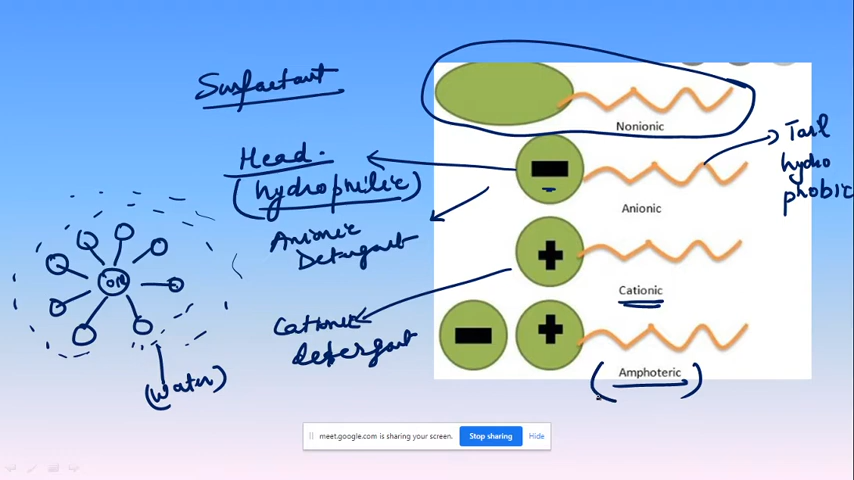 Surfactant
Nonionic
Tail
hydro
phobic
Head.
(hydrophilic)
Anionic
Anionic
Detergent
Cationic
Cationic
detergent
oil
(water)
Amphoteric
meet.google.com is sharing your screen.
Stop sharing
Hide